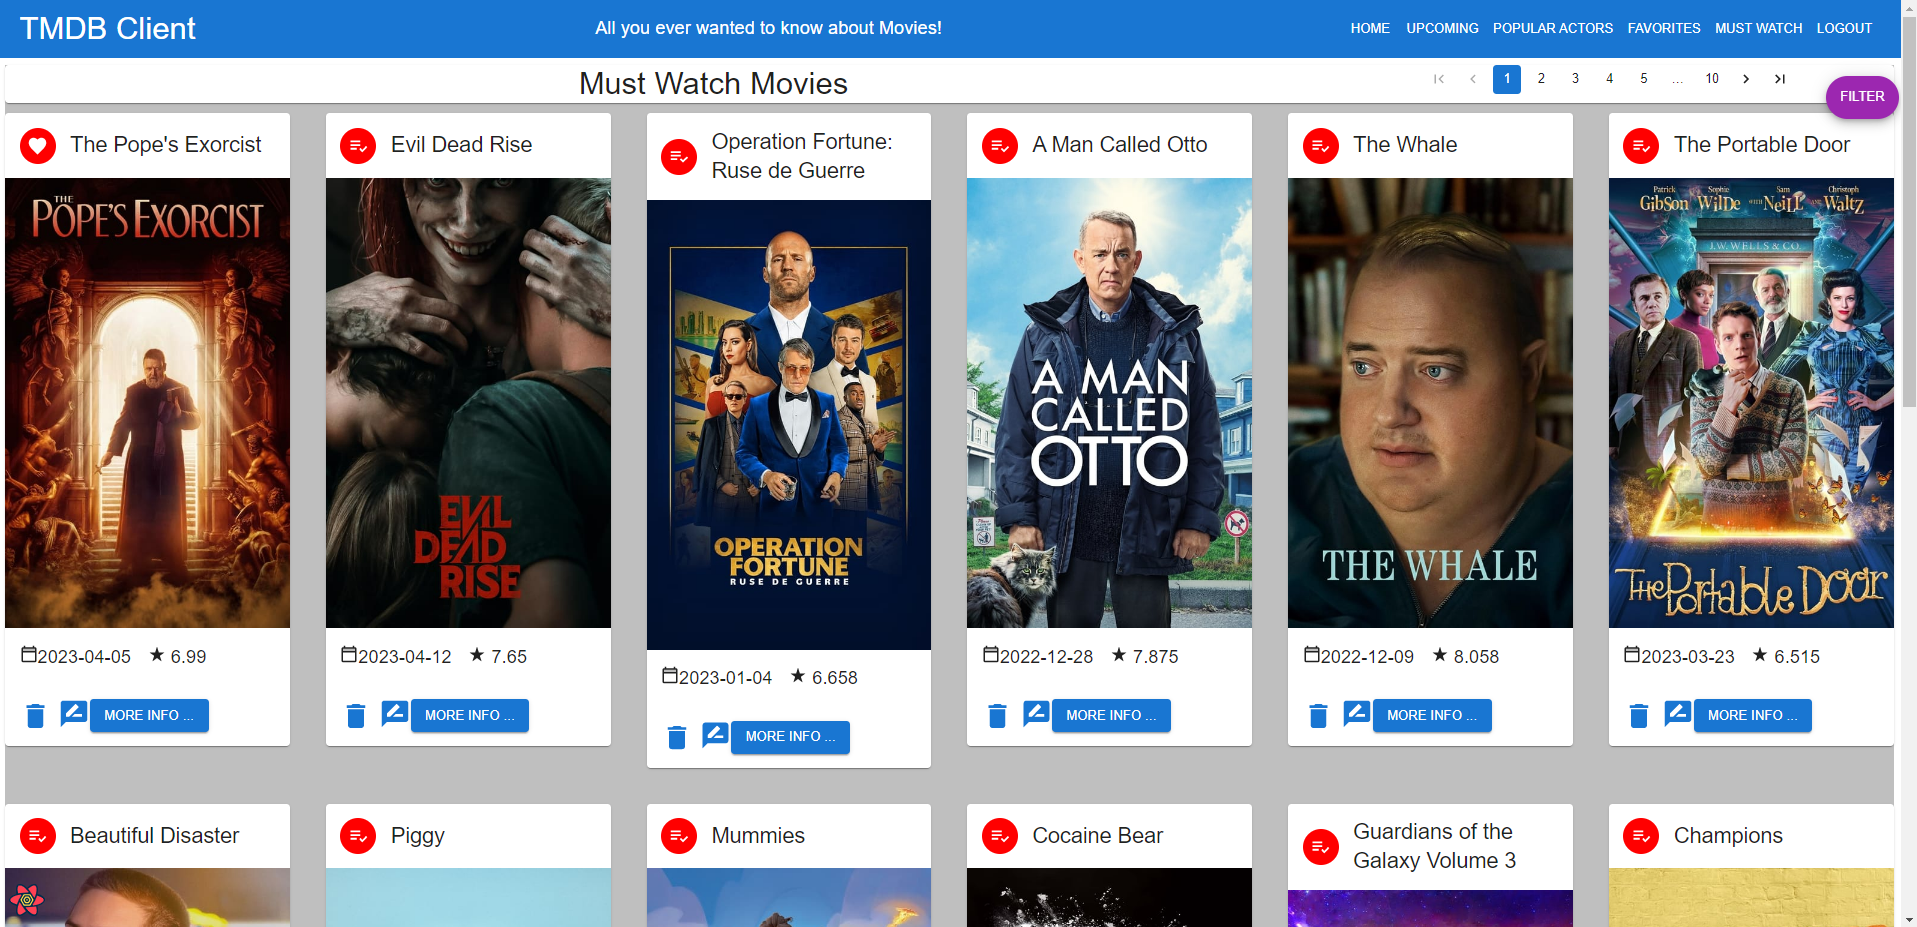 TMDB Client
All you ever wanted to know about Movies!
HOME UPCOMING POPULAR ACTORS FAVORITES MUST WATCH LOGOUT
Must Watch Movies
1 2 3 4 5 ... 10
FILTER
The Pope's Exorcist
THE
POPE'S EXORCIST
2023-04-05 6.99
MORE INFO ...
Evil Dead Rise
EVIL
DEAD
RISE
2023-04-12 7.65
MORE INFO ...
Operation Fortune:
Ruse de Guerre
OPERATION
FORTUNE
RUSE DE GUERRE
2023-01-04 6.658
MORE INFO ...
A Man Called Otto
A MAN
CALLED
OTTO
2022-12-28 7.875
MORE INFO ...
The Whale
THE WHALE
2022-12-09 8.058
MORE INFO ...
The Portable Door
Patrick Gibson Sophie Wilde with Sam Neill and Christoph Waltz
J.W. WELLS & CO.
The Portable Door
2023-03-23 6.515
MORE INFO ...
Beautiful Disaster
Piggy
Mummies
Cocaine Bear
Guardians of the
Galaxy Volume 3
Champions